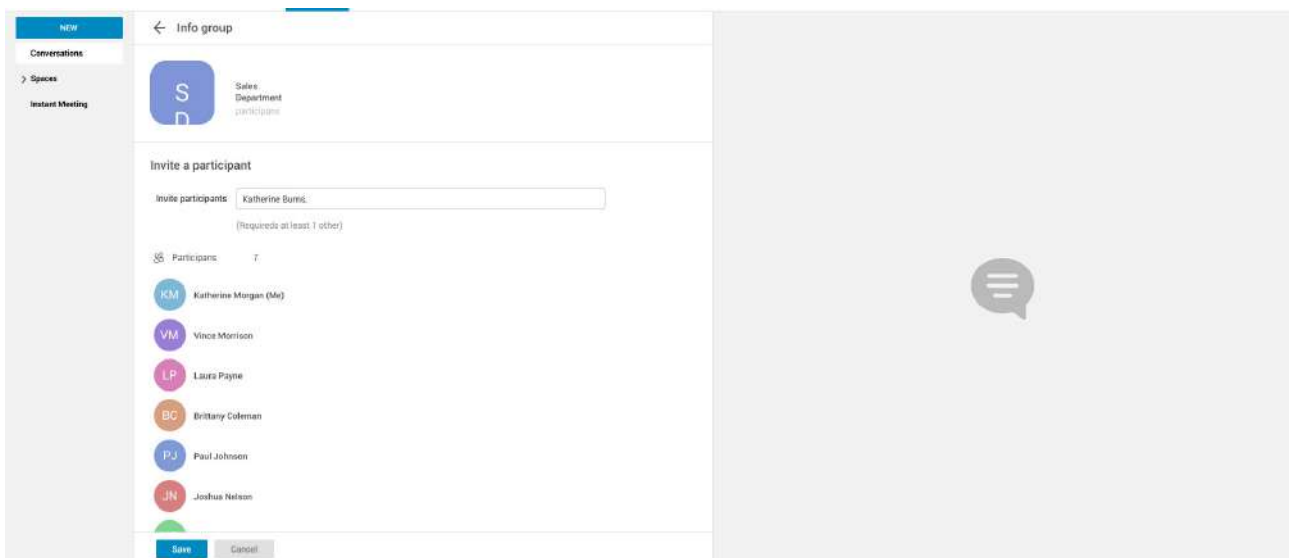 NEW
Info group
Conversations
Spaces
Instant Meeting
S
D
Sales
Department
participans
Invite a participant
Invite participants
Katherine Burns,
(Requireds at least 1 other)
Participans 7
KM Katherine Morgan (Me)
VM Vince Morrison
LP Laura Payne
BC Brittany Coleman
PJ Paul Johnson
JN Joshua Nelson
Save Cancel